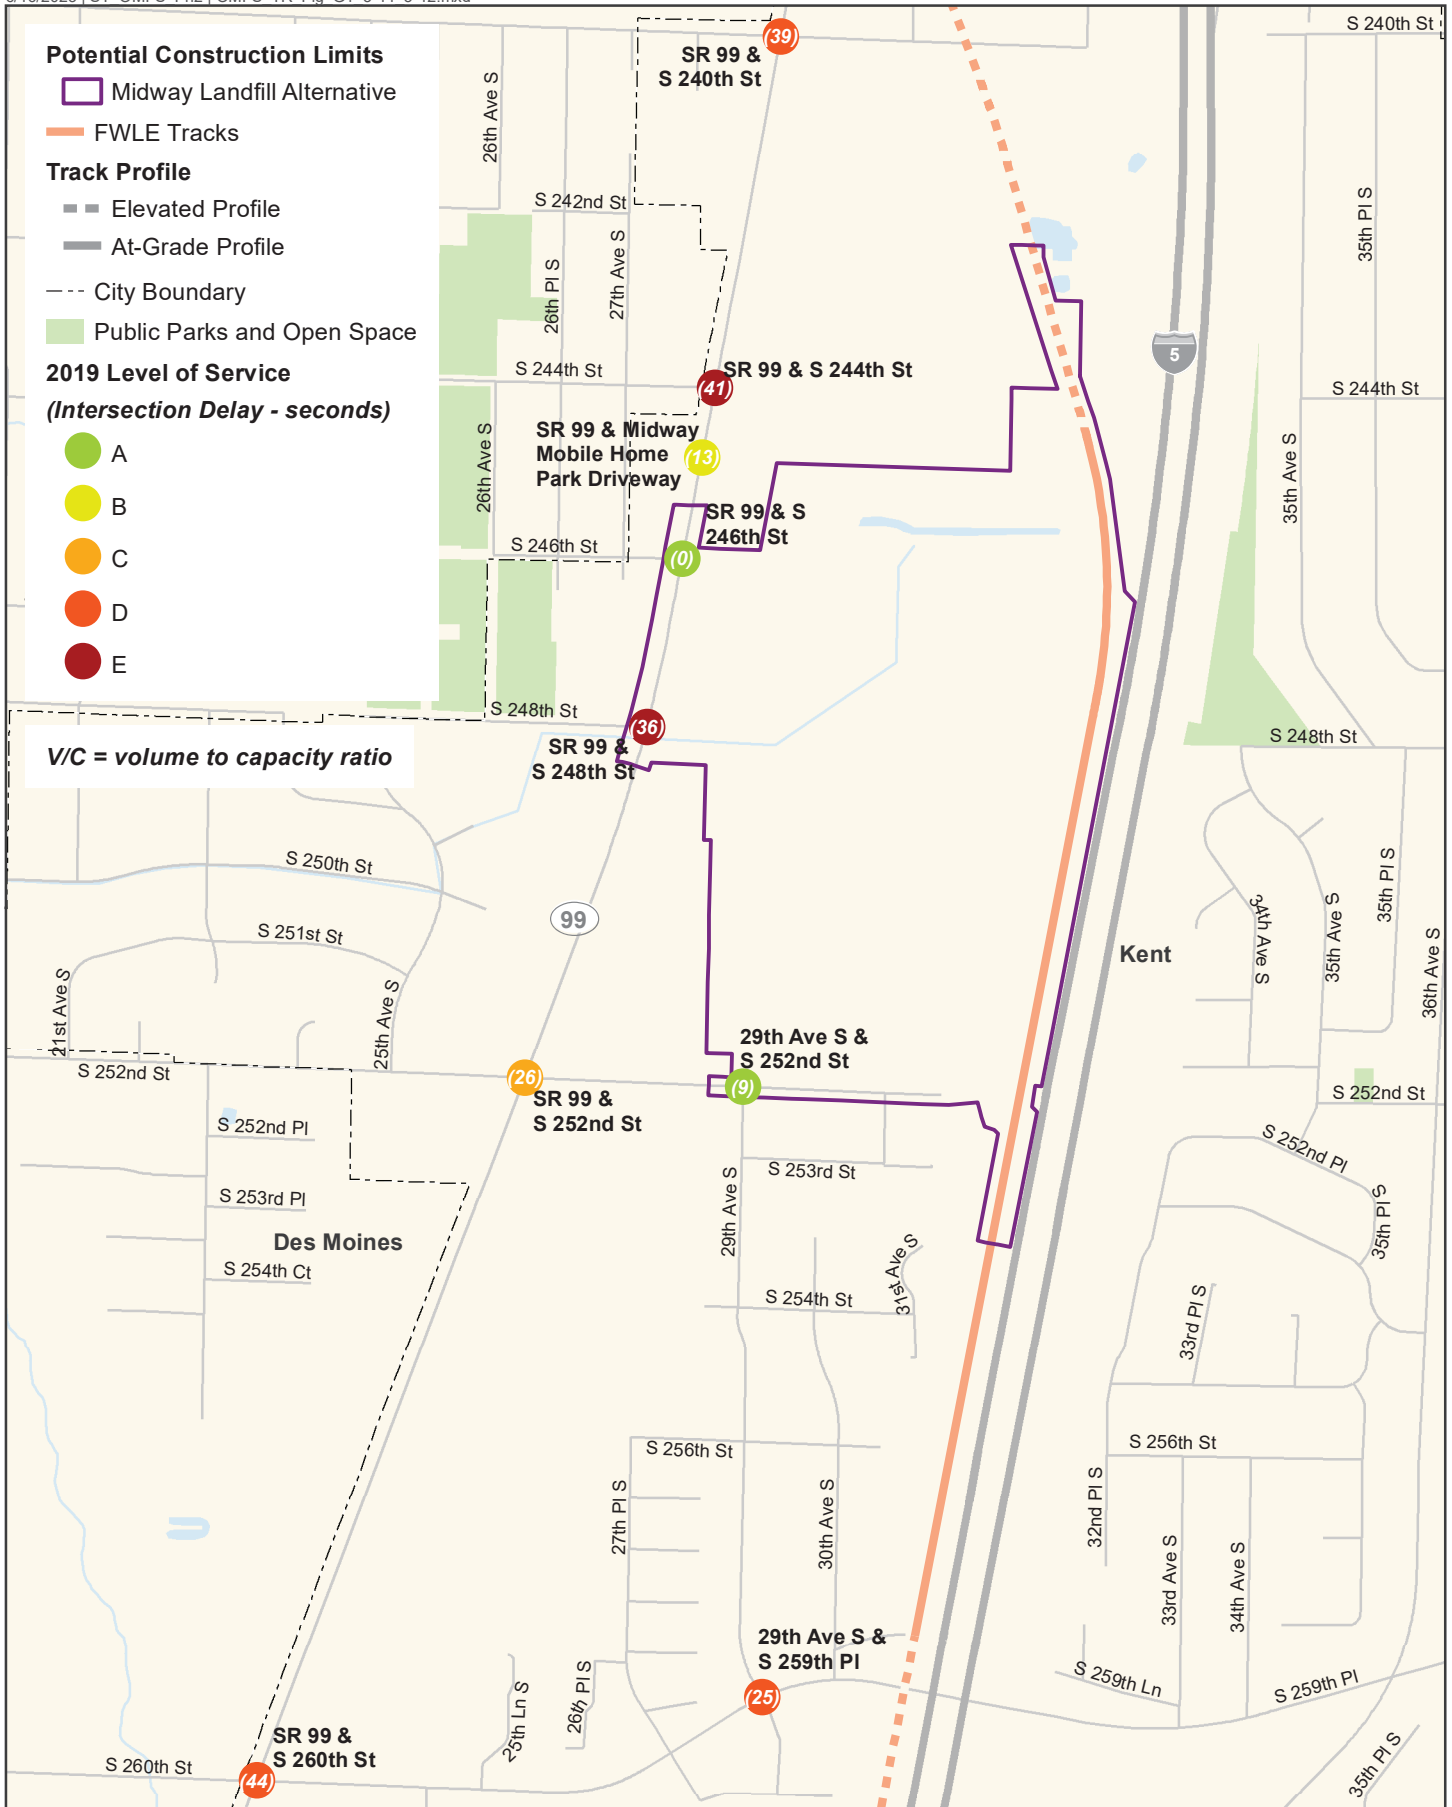 Potential Construction Limits
Midway Landfill Alternative
FWLE Tracks
Track Profile
Elevated Profile
At-Grade Profile
City Boundary
Public Parks and Open Space
2019 Level of Service
(Intersection Delay - seconds)
A
B
C
D
E
V/C = volume to capacity ratio
(39)
SR 99 &
S 240th St
S 240th St
26th Ave S
S 242nd St
26th Pl S
27th Ave S
35th Pl S
5
S 244th St
(41)
SR 99 & S 244th St
S 244th St
SR 99 & Midway
Mobile Home
Park Driveway
(13)
26th Ave S
35th Ave S
SR 99 & S
246th St
S 246th St
(0)
S 248th St
(36)
SR 99 &
S 248th St
S 248th St
S 250th St
35th Pl S
99
S 251st St
34th Ave S
35th Ave S
36th Ave S
Kent
21st Ave S
25th Ave S
29th Ave S &
S 252nd St
(9)
S 252nd St
(26)
SR 99 &
S 252nd St
S 252nd St
S 252nd Pl
S 252nd Pl
S 253rd St
S 253rd Pl
29th Ave S
35th Pl S
Des Moines
S 254th Ct
31st Ave S
S 254th St
33rd Pl S
S 256th St
S 256th St
27th Pl S
30th Ave S
32nd Pl S
33rd Ave S
34th Ave S
29th Ave S &
S 259th Pl
(25)
S 259th Ln
S 259th Pl
25th Ln S
26th Pl S
SR 99 &
S 260th St
S 260th St
(44)
35th Pl S